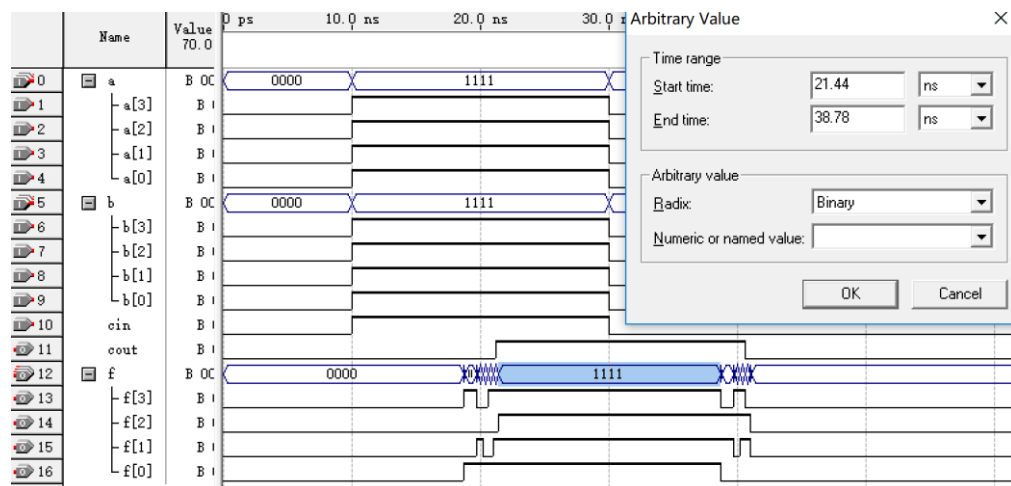 Name
Value
70.0
0 ps
10.0 ns
20.0 ns
30.0
0
a
B 00
0000
1111
1
a[3]
B
2
a[2]
B
3
a[1]
B
4
a[0]
B
5
b
B 00
0000
1111
6
b[3]
B
7
b[2]
B
8
b[1]
B
9
b[0]
B
10
cin
B
11
cout
B
12
f
B 00
0000
1111
13
f[3]
B
14
f[2]
B
15
f[1]
B
16
f[0]
B
Arbitrary Value
Time range
Start time:
21.44
ns
End time:
38.78
ns
Arbitrary value
Radix:
Binary
Numeric or named value:
OK
Cancel